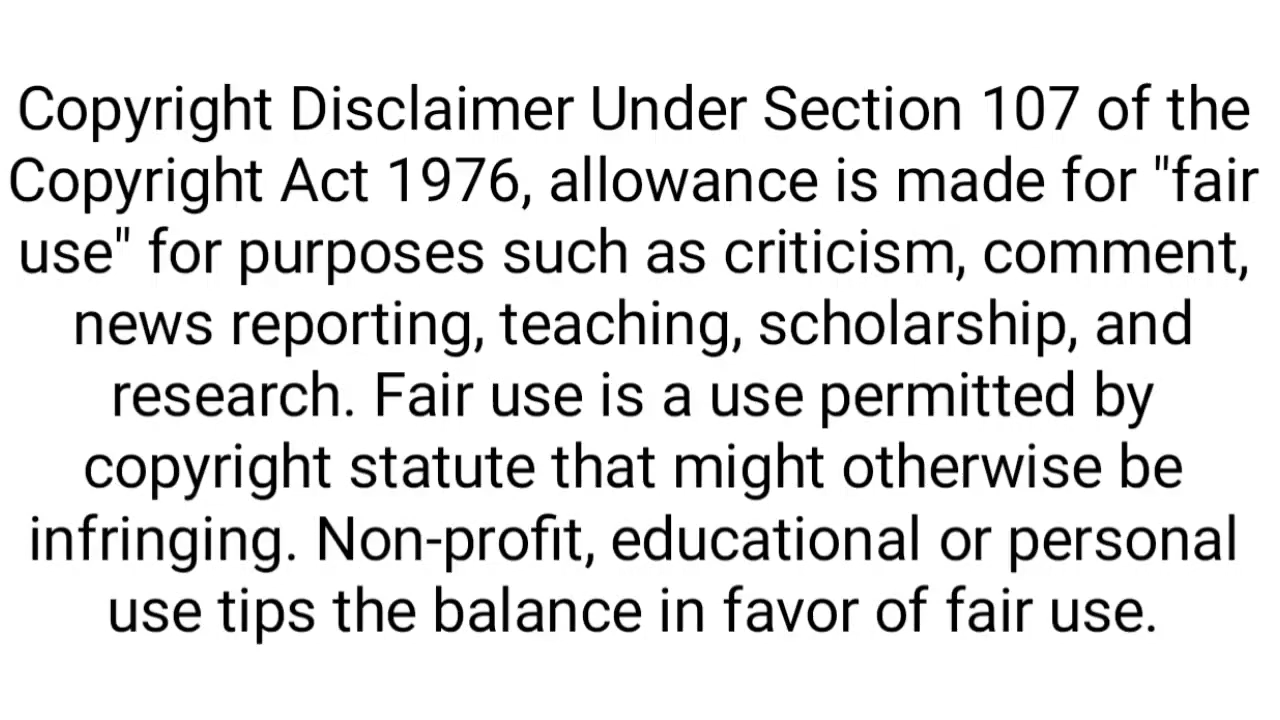 Copyright Disclaimer Under Section 107 of the
Copyright Act 1976, allowance is made for "fair
use" for purposes such as criticism, comment,
news reporting, teaching, scholarship, and
research. Fair use is a use permitted by
copyright statute that might otherwise be
infringing. Non-profit, educational or personal
use tips the balance in favor of fair use.